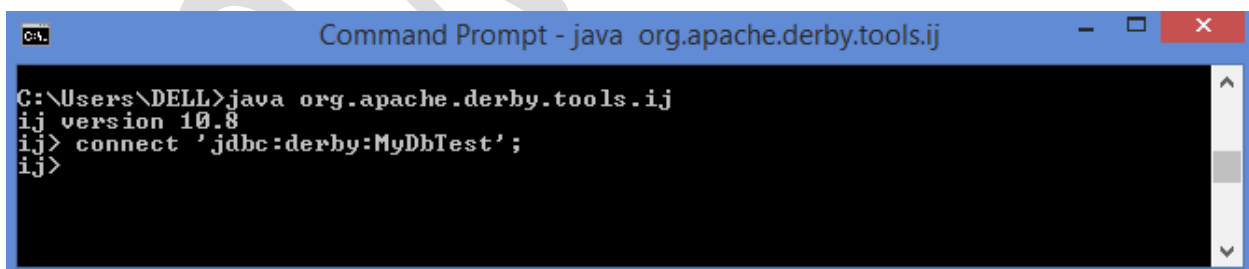 Command Prompt - java org.apache.derby.tools.ij
C:\Users\DELL>java org.apache.derby.tools.ij
ij version 10.8
ij> connect 'jdbc:derby:MyDbTest';
ij>